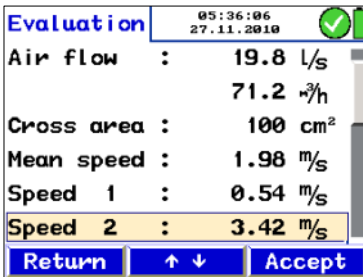 Evaluation 05:36:06
27.11.2010
Air flow : 19.8 l/s
71.2 m³/h
Cross area : 100 cm²
Mean speed : 1.98 m/s
Speed 1 : 0.54 m/s
Speed 2 : 3.42 m/s
Return ↑ ↓ Accept